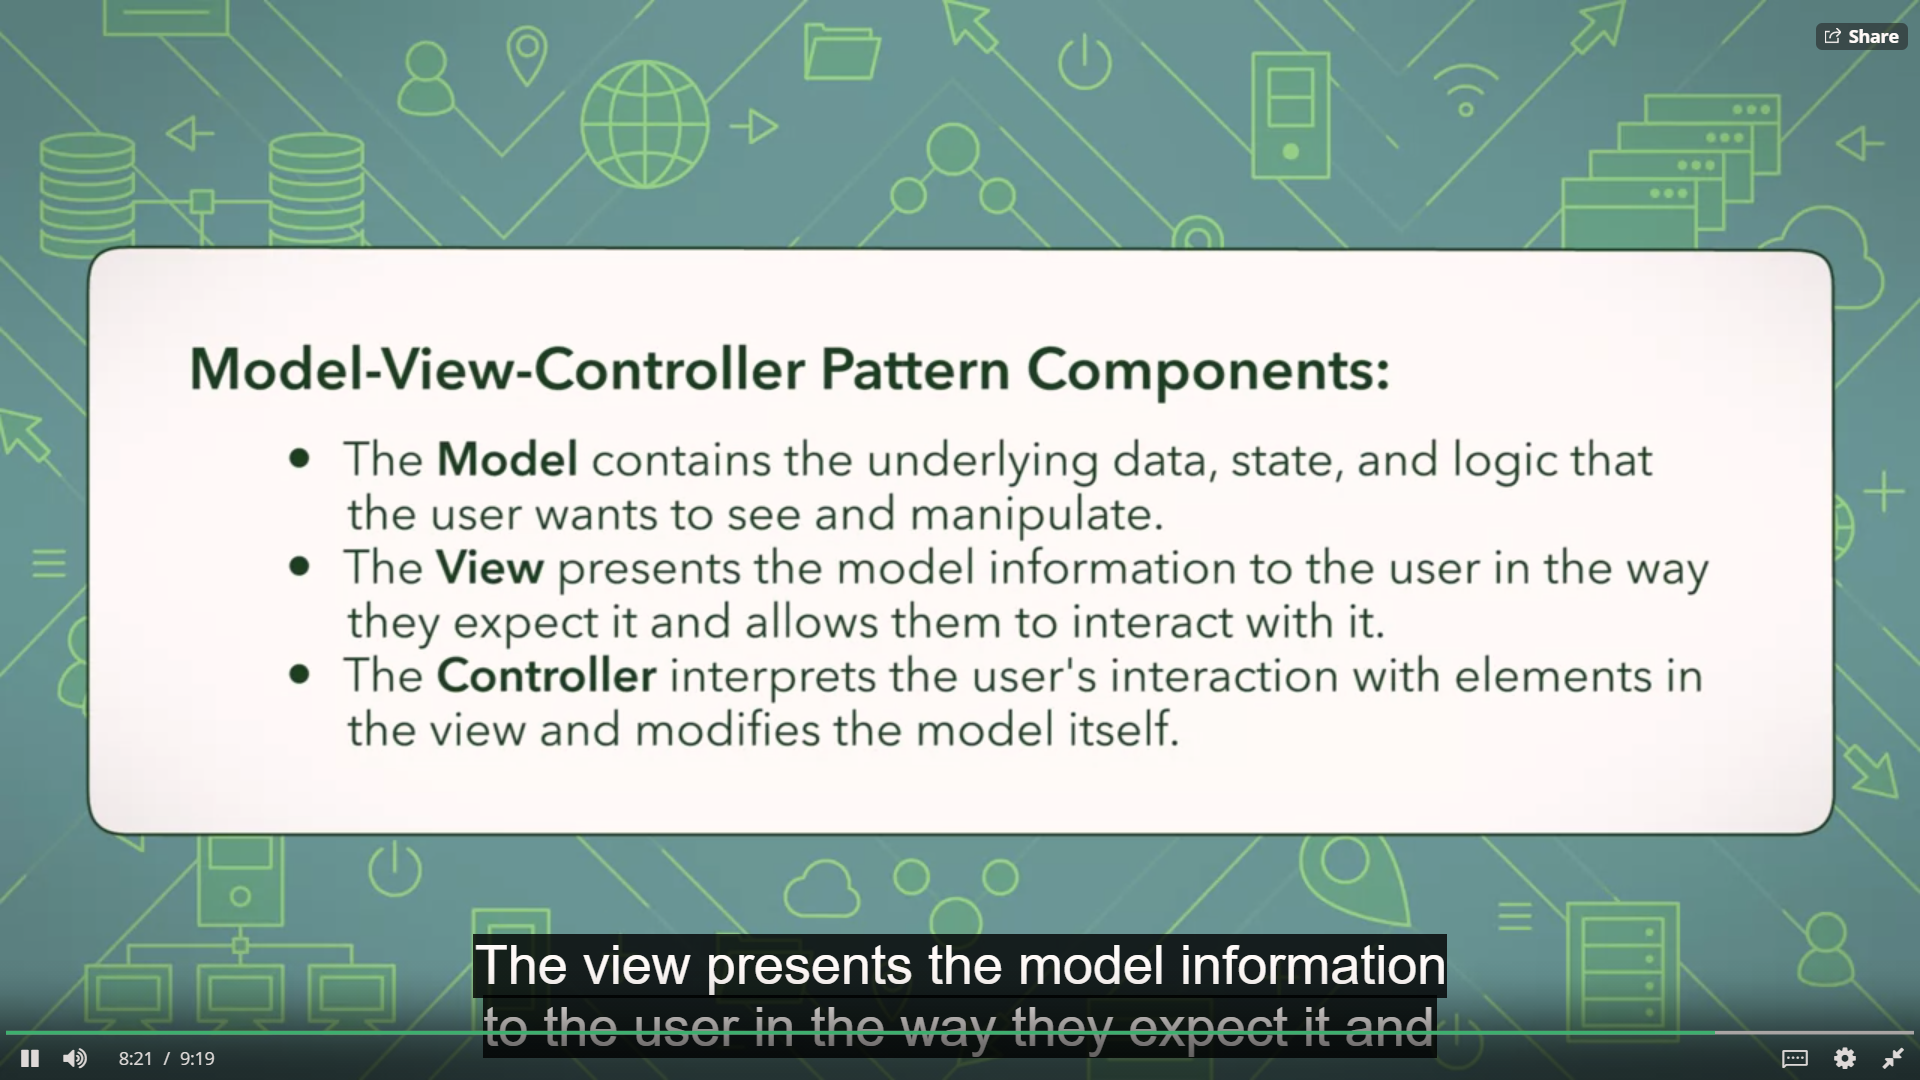 Share
Model-View-Controller Pattern Components:
● The Model contains the underlying data, state, and logic that
the user wants to see and manipulate.
● The View presents the model information to the user in the way
they expect it and allows them to interact with it.
● The Controller interprets the user's interaction with elements in
the view and modifies the model itself.
The view presents the model information
to the user in the way they expect it and
8:21 / 9:19